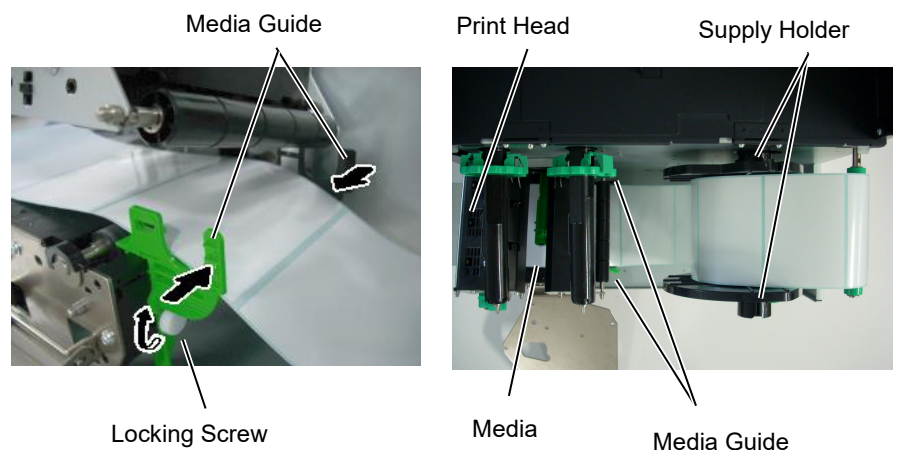 Media Guide
Print Head
Supply Holder
Locking Screw
Media
Media Guide